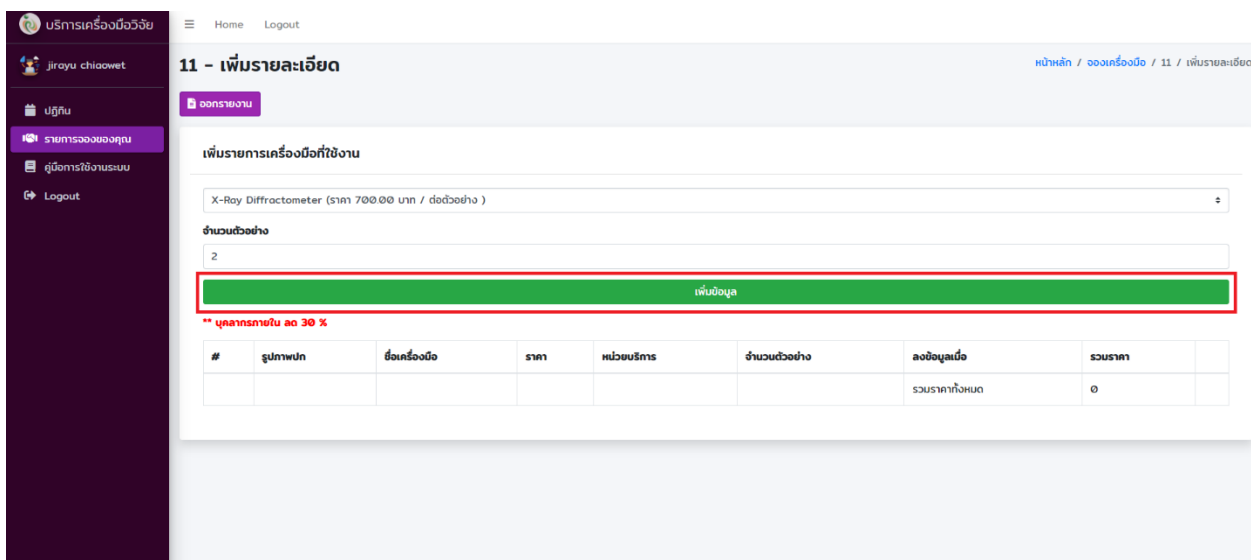 บริการเครื่องมือวิจัย
Home Logout
jirayu chiaowet
ปฏิทิน
รายการจองของคุณ
คู่มือการใช้งานระบบ
Logout
11 - เพิ่มรายละเอียด
หน้าหลัก / จองเครื่องมือ / 11 / เพิ่มรายละเอียด
ออกรายงาน
เพิ่มรายการเครื่องมือที่ใช้งาน
X-Ray Diffractometer (ราคา 700.00 บาท / ต่อตัวอย่าง )
จำนวนตัวอย่าง
2
เพิ่มข้อมูล
** บุคลากรภายใน ลด 30 %
# รูปภาพปก ชื่อเครื่องมือ ราคา หน่วยบริการ จำนวนตัวอย่าง ลงข้อมูลเมื่อ รวมราคา
รวมราคาทั้งหมด 0